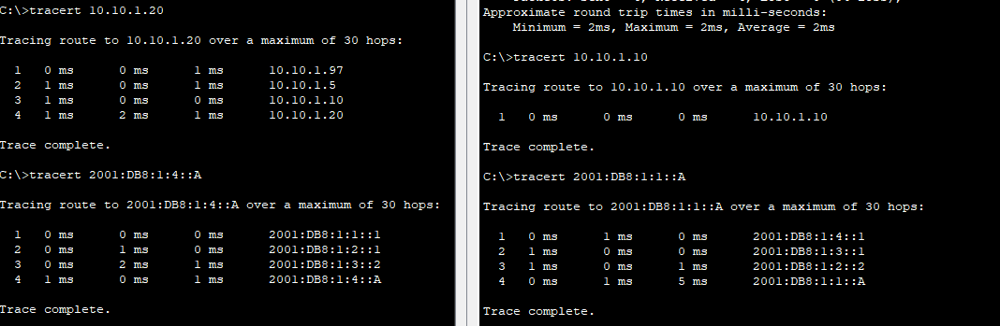 C:\>tracert 10.10.1.20
Tracing route to 10.10.1.20 over a maximum of 30 hops:
1 0 ms 0 ms 1 ms 10.10.1.97
2 1 ms 0 ms 1 ms 10.10.1.5
3 1 ms 0 ms 0 ms 10.10.1.10
4 1 ms 2 ms 1 ms 10.10.1.20
Trace complete.
C:\>tracert 2001:DB8:1:4::A
Tracing route to 2001:DB8:1:4::A over a maximum of 30 hops:
1 0 ms 0 ms 0 ms 2001:DB8:1:1::1
2 0 ms 1 ms 0 ms 2001:DB8:1:2::1
3 0 ms 2 ms 1 ms 2001:DB8:1:3::2
4 1 ms 0 ms 1 ms 2001:DB8:1:4::A
Trace complete.
Approximate round trip times in milli-seconds:
Minimum = 2ms, Maximum = 2ms, Average = 2ms
C:\>tracert 10.10.1.10
Tracing route to 10.10.1.10 over a maximum of 30 hops:
1 0 ms 0 ms 0 ms 10.10.1.10
Trace complete.
C:\>tracert 2001:DB8:1:1::A
Tracing route to 2001:DB8:1:1::A over a maximum of 30 hops:
1 0 ms 1 ms 0 ms 2001:DB8:1:4::1
2 1 ms 0 ms 0 ms 2001:DB8:1:3::1
3 1 ms 0 ms 1 ms 2001:DB8:1:2::2
4 0 ms 1 ms 5 ms 2001:DB8:1:1::A
Trace complete.